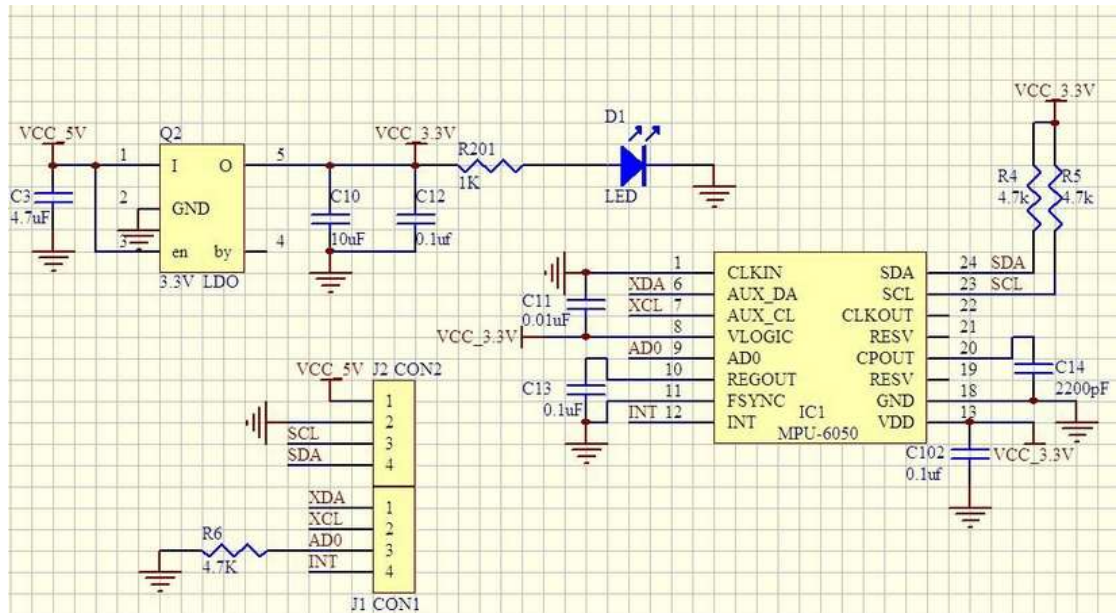 VCC_5V
Q2
1
I
O
5
2
GND
3
en
by
4
3.3V LDO
C3
4.7uF
VCC_3.3V
C10
10uF
C12
0.1uf
R201
1K
D1
LED
VCC_3.3V
R4
4.7k
R5
4.7k
1 CLKIN
SDA 24 SDA
XDA 6 AUX_DA
SCL 23 SCL
XCL 7 AUX_CL
CLKOUT 22
8 VLOGIC
RESV 21
AD0 9 AD0
CPOUT 20
10 REGOUT
RESV 19
11 FSYNC
GND 18
INT 12 INT
VDD 13
IC1
MPU-6050
C11
0.01uF
VCC_3.3V
C13
0.1uF
C14
2200pF
C102
0.1uf
VCC_3.3V
VCC_5V
J2 CON2
1
2
SCL 3
SDA 4
XDA 1
XCL 2
AD0 3
INT 4
R6
4.7K
J1 CON1